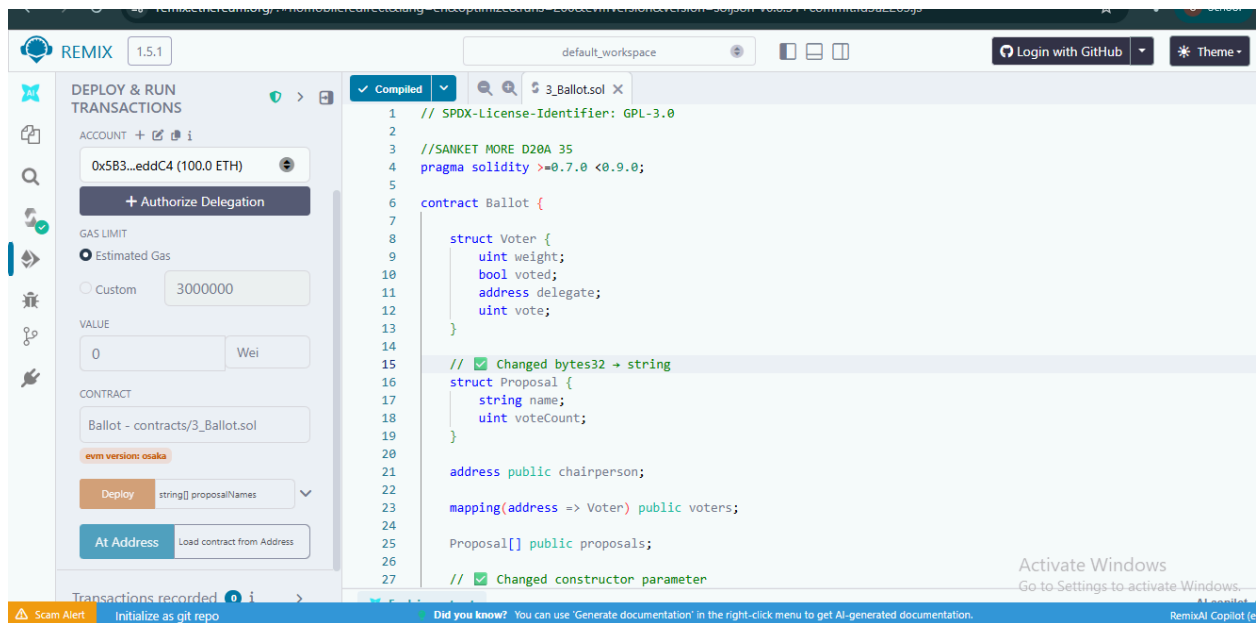 REMIX 1.5.1
default_workspace
Login with GitHub
Theme
DEPLOY & RUN
TRANSACTIONS
ACCOUNT
0x5B3...eddC4 (100.0 ETH)
+ Authorize Delegation
GAS LIMIT
Estimated Gas
Custom 3000000
VALUE
0 Wei
CONTRACT
Ballot - contracts/3_Ballot.sol
evm version: osaka
Deploy string[] proposalNames
At Address Load contract from Address
Transactions recorded 0 i
Compiled
3_Ballot.sol
1 // SPDX-License-Identifier: GPL-3.0
2
3 //SANKET MORE D20A 35
4 pragma solidity >=0.7.0 <0.9.0;
5
6 contract Ballot {
7
8 struct Voter {
9 uint weight;
10 bool voted;
11 address delegate;
12 uint vote;
13 }
14
15 // ✅ Changed bytes32 → string
16 struct Proposal {
17 string name;
18 uint voteCount;
19 }
20
21 address public chairperson;
22
23 mapping(address => Voter) public voters;
24
25 Proposal[] public proposals;
26
27 // ✅ Changed constructor parameter
Activate Windows
Go to Settings to activate Windows.
Scam Alert
Initialize as git repo
Did you know? You can use 'Generate documentation' in the right-click menu to get AI-generated documentation.
RemixAI Copilot